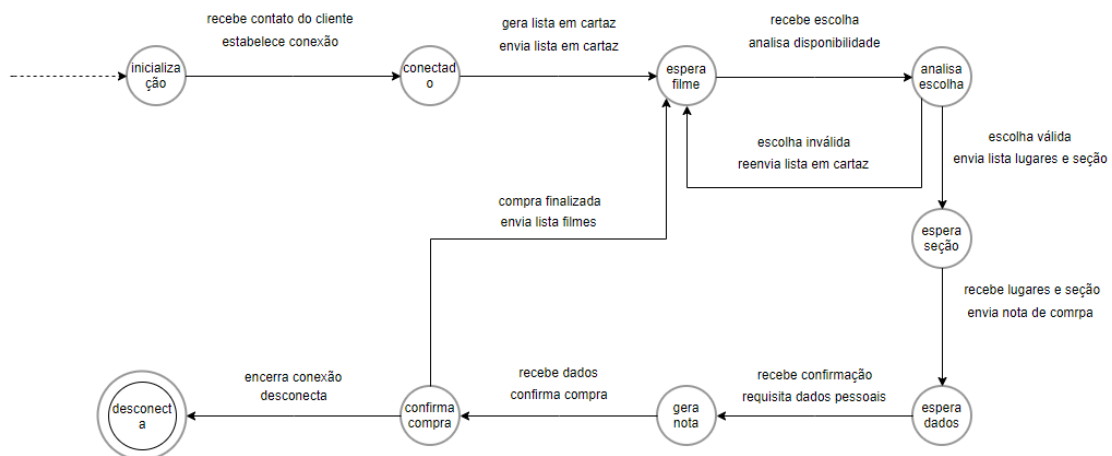 recebe contato do cliente
estabelece conexão
gera lista em cartaz
envia lista em cartaz
recebe escolha
analisa disponibilidade
inicializa
ção
conectad
o
espera
filme
analisa
escolha
escolha inválida
reenvia lista em cartaz
escolha válida
envia lista lugares e seção
compra finalizada
envia lista filmes
espera
seção
recebe lugares e seção
envia nota de comrpa
encerra conexão
desconecta
recebe dados
confirma compra
recebe confirmação
requisita dados pessoais
desconect
a
confirma
compra
gera
nota
espera
dados